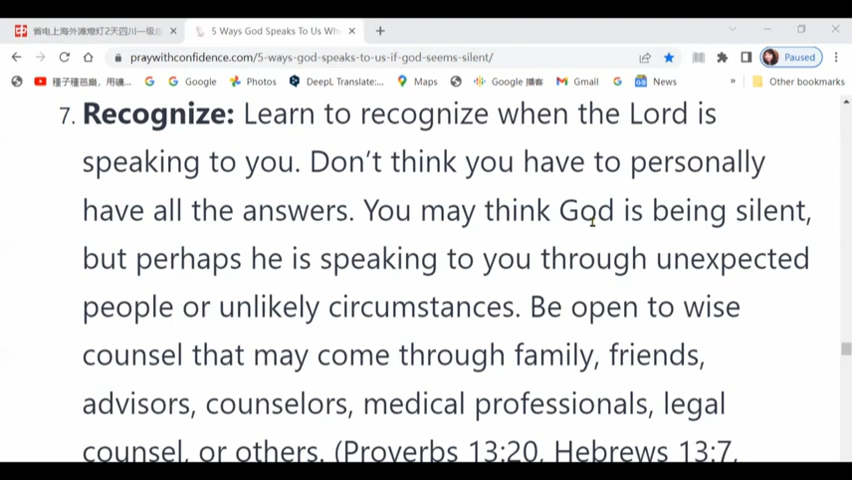 省电上海外滩熄灯2天四川一级应
5 Ways God Speaks To Us Wh
praywithconfidence.com/5-ways-god-speaks-to-us-if-god-seems-silent/
Paused
Google
Photos
DeepL Translate:...
Maps
Google 播客
Gmail
News
Other bookmarks
7. Recognize: Learn to recognize when the Lord is
speaking to you. Don't think you have to personally
have all the answers. You may think God is being silent,
but perhaps he is speaking to you through unexpected
people or unlikely circumstances. Be open to wise
counsel that may come through family, friends,
advisors, counselors, medical professionals, legal
counsel, or others. (Proverbs 13:20, Hebrews 13:7,